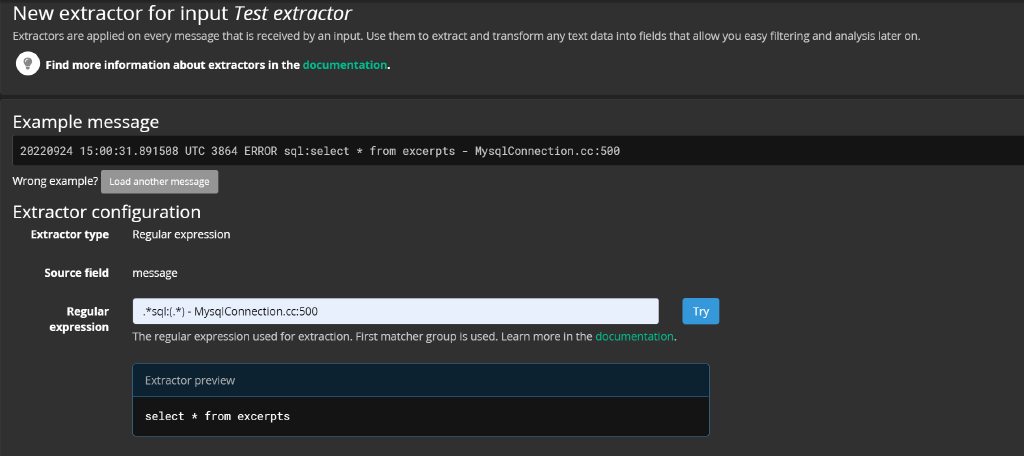 New extractor for input Test extractor
Extractors are applied on every message that is received by an input. Use them to extract and transform any text data into fields that allow you easy filtering and analysis later on.
Find more information about extractors in the documentation.
Example message
20220924 15:00:31.891508 UTC 3864 ERROR sql:select * from excerpts - MysqlConnection.cc:500
Wrong example? Load another message
Extractor configuration
Extractor type Regular expression
Source field message
Regular expression .*sql:(.*) - MysqlConnection.cc:500 Try
The regular expression used for extraction. First matcher group is used. Learn more in the documentation.
Extractor preview
select * from excerpts